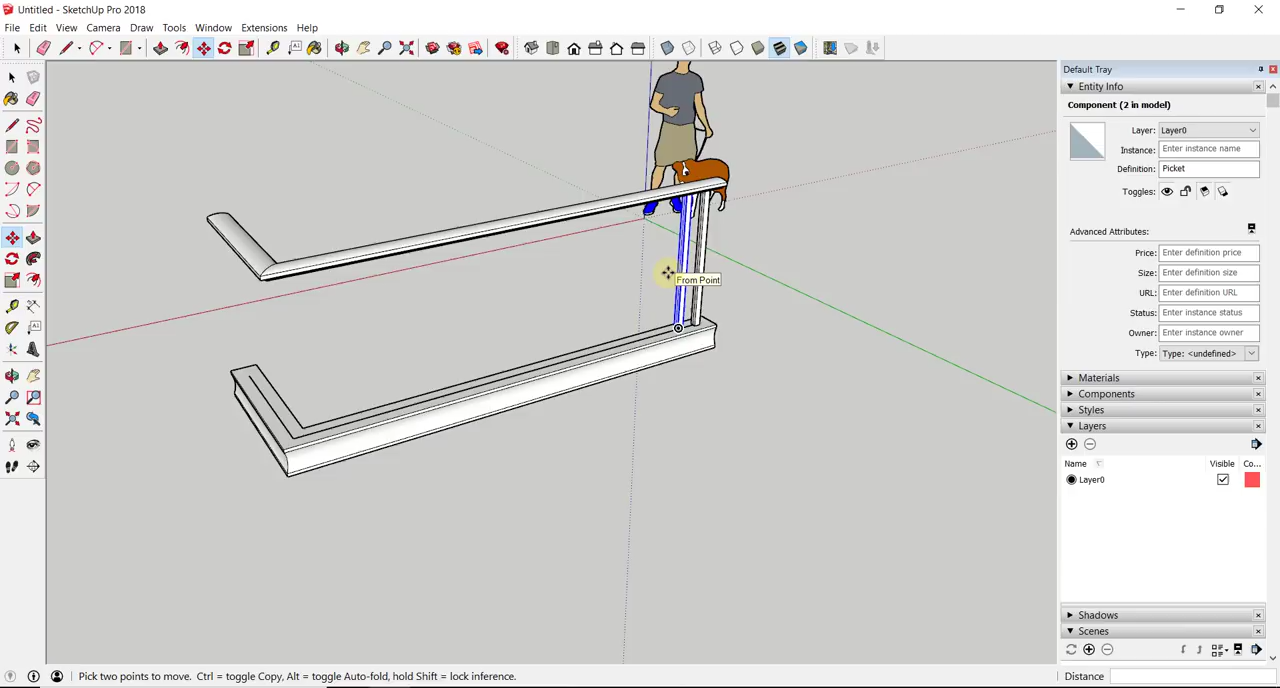 Untitled - SketchUp Pro 2018
File Edit View Camera Draw Tools Window Extensions Help
Default Tray
Entity Info
Component (2 in model)
Layer: Layer0
Instance: Enter instance name
Definition: Picket
Toggles:
Advanced Attributes:
Price: Enter definition price
Size: Enter definition size
URL: Enter definition URL
Status: Enter instance status
Owner: Enter instance owner
Type: Type: <undefined>
Materials
Components
Styles
Layers
Name Visible Co...
Layer0
Shadows
Scenes
From Point
Pick two points to move. Ctrl = toggle Copy, Alt = toggle Auto-fold, hold Shift = lock inference.
Distance